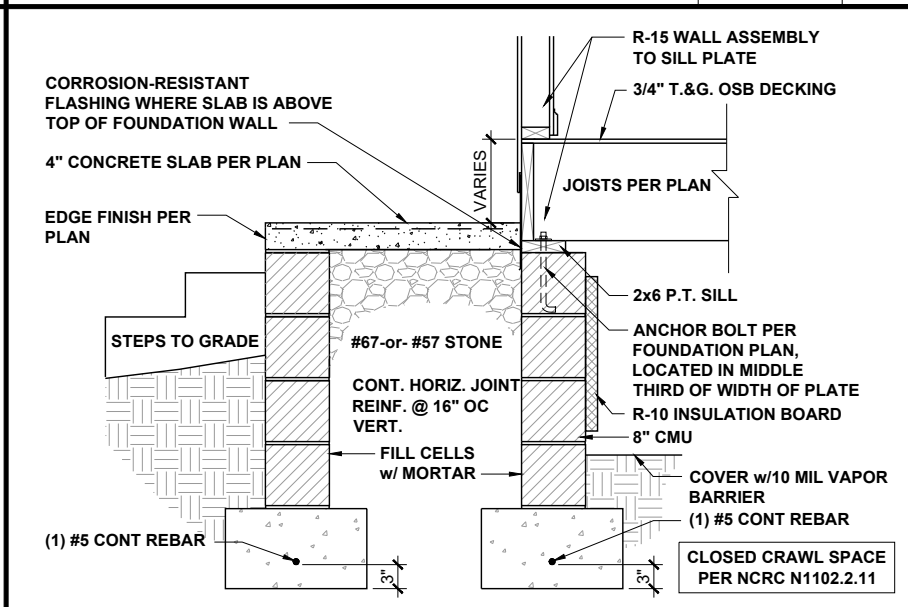 CORROSION-RESISTANT
FLASHING WHERE SLAB IS ABOVE
TOP OF FOUNDATION WALL
4" CONCRETE SLAB PER PLAN
EDGE FINISH PER
PLAN
STEPS TO GRADE
VARIES
R-15 WALL ASSEMBLY
TO SILL PLATE
3/4" T.&G. OSB DECKING
JOISTS PER PLAN
2x6 P.T. SILL
ANCHOR BOLT PER
FOUNDATION PLAN,
LOCATED IN MIDDLE
THIRD OF WIDTH OF PLATE
R-10 INSULATION BOARD
8" CMU
#67-or- #57 STONE
CONT. HORIZ. JOINT
REINF. @ 16" OC
VERT.
FILL CELLS
w/ MORTAR
COVER w/10 MIL VAPOR
BARRIER
(1) #5 CONT REBAR
3"
(1) #5 CONT REBAR
3"
CLOSED CRAWL SPACE
PER NCRC N1102.2.11